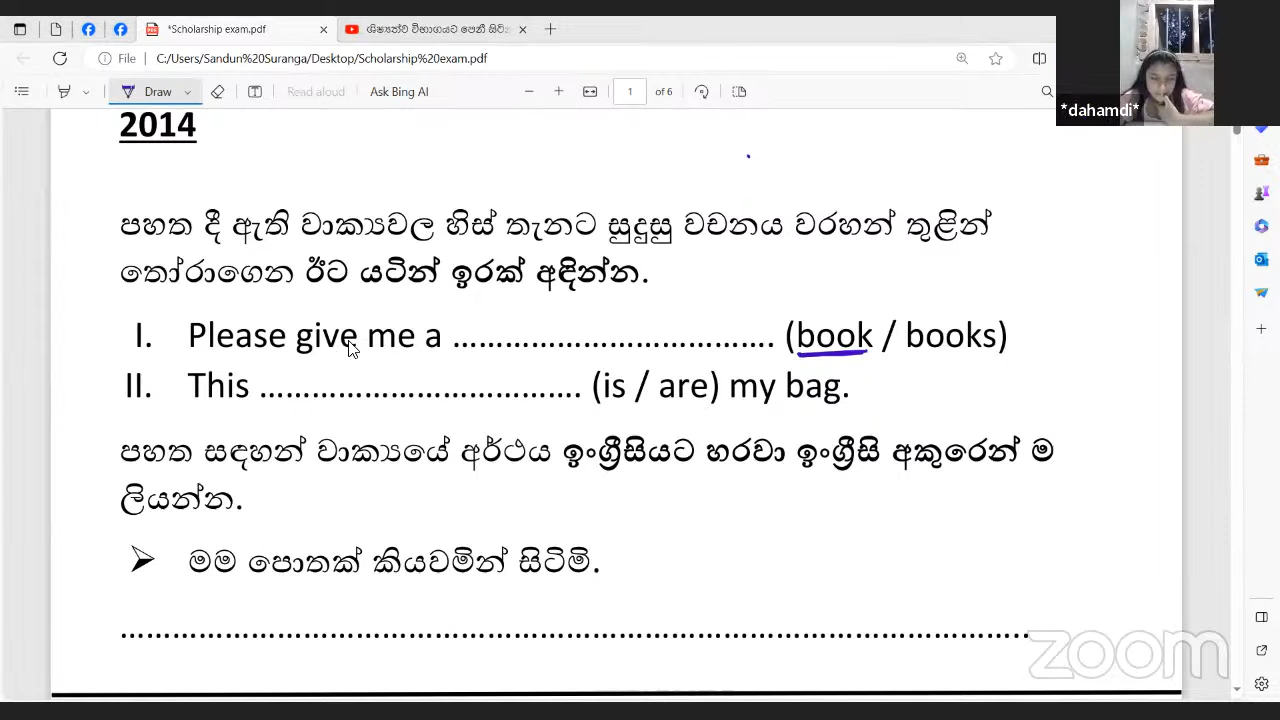 *Scholarship exam.pdf
ශිෂ්‍යත්ව විභාගයට පෙනී සිටින
File C:/Users/Sandun%20Suranga/Desktop/Scholarship%20exam.pdf
Draw Read aloud Ask Bing AI 1 of 6
*dahamdi*
2014
පහත දී ඇති වාක්‍යවල හිස් තැනට සුදුසු වචනය වරහන් තුළින්
තෝරාගෙන ඊට යටින් ඉරක් අඳින්න.
I. Please give me a ………………………………. (book / books)
II. This ………………………………. (is / are) my bag.
පහත සඳහන් වාක්‍යයේ අර්ථය ඉංග්‍රීසියට හරවා ඉංග්‍රීසි අකුරෙන් ම
ලියන්න.
➢ මම පොතක් කියවමින් සිටිමි.
………………………………………………………………………………………………
zoom